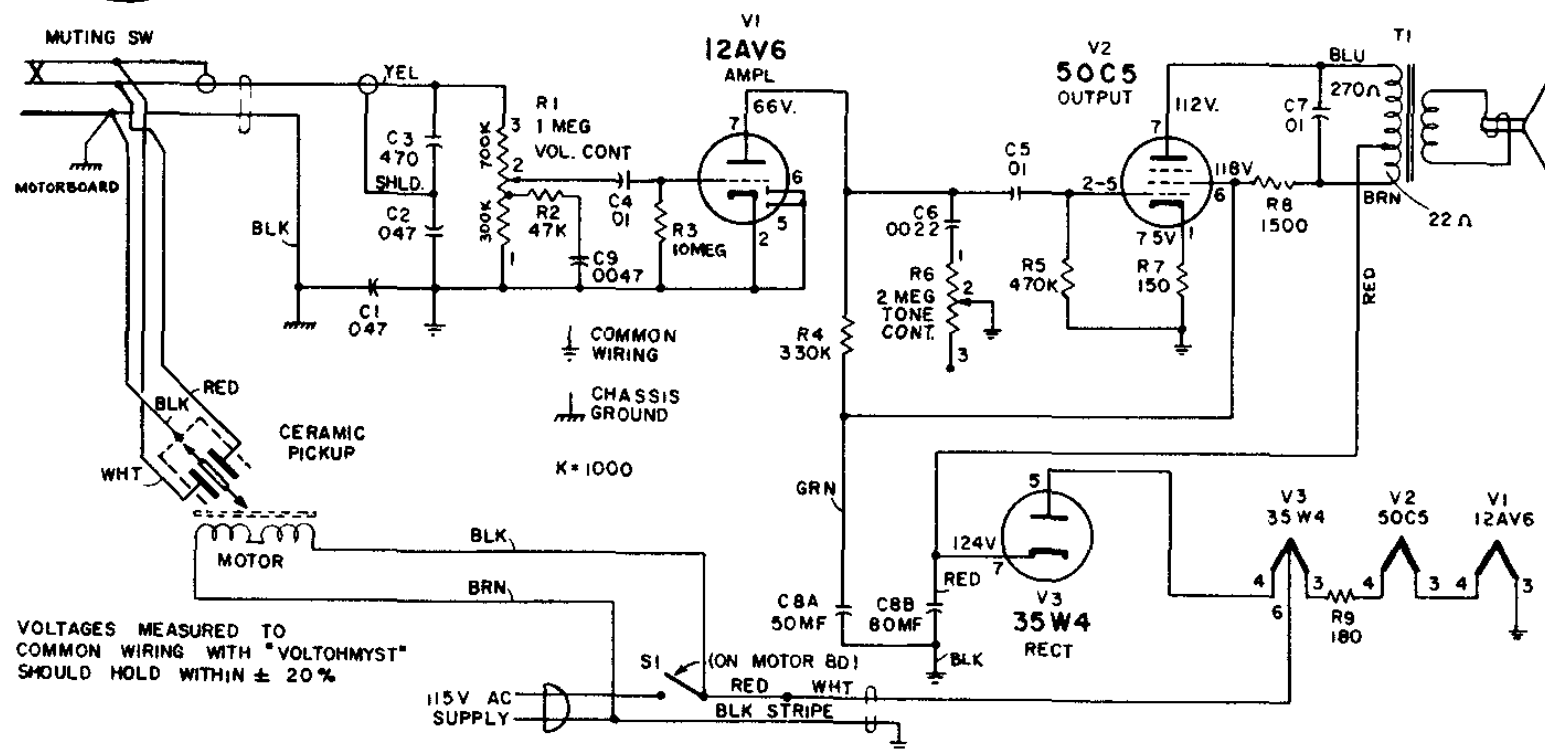 MUTING SW
YEL
MOTORBOARD
BLK
C3
470
SHLD.
C2
047
C1
047
R1
1 MEG
VOL. CONT
700K
300K
3
2
1
R2
47K
C9
0047
C4
01
R3
10MEG
V1
12AV6
AMPL
66V.
7
6
5
2
V2
50C5
OUTPUT
112V.
7
118V
2-5
6
75V
1
C5
01
C6
0022
R6
2 MEG
TONE
CONT.
1
2
3
R5
470K
R7
150
R8
1500
C7
01
BLU
270Ω
T1
BRN
22Ω
RED
R4
330K
COMMON
WIRING
CHASSIS
GROUND
K=1000
RED
BLK
WHT
CERAMIC
PICKUP
MOTOR
BLK
BRN
GRN
C8A
50MF
C8B
80MF
RED
BLK
124V
5
7
V3
35W4
RECT
V3
35W4
V2
50C5
V1
12AV6
4
3
6
R9
180
4
3
4
3
VOLTAGES MEASURED TO
COMMON WIRING WITH "VOLTOHMYST"
SHOULD HOLD WITHIN ± 20%
S1
(ON MOTOR BD)
RED
WHT
BLK STRIPE
115V AC
SUPPLY